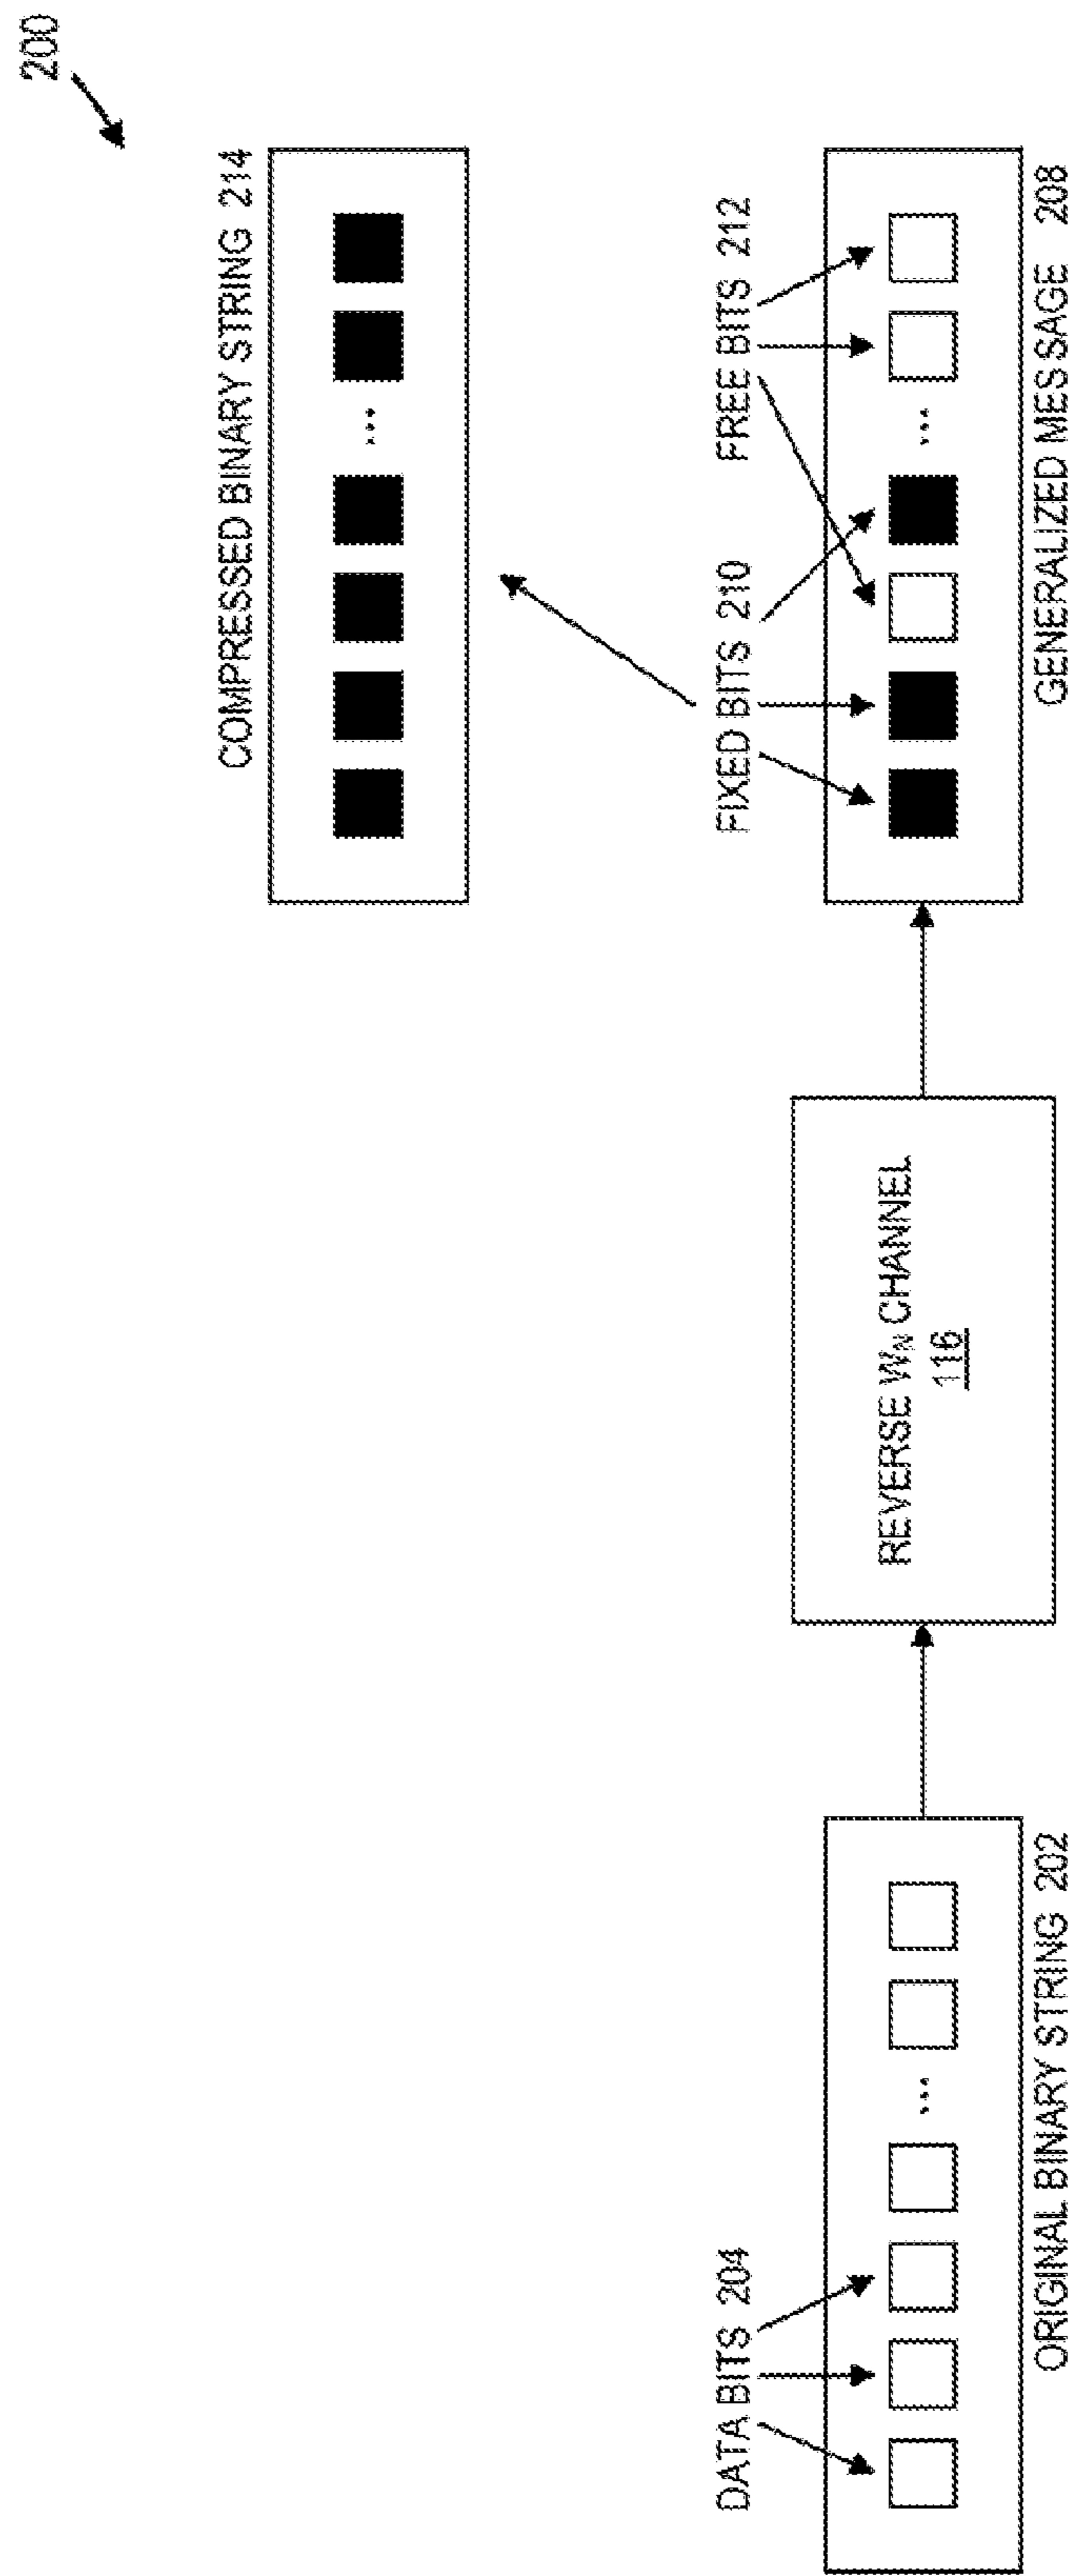 200
COMPRESSED BINARY STRING 214
...
DATA BITS 204
FIXED BITS 210
FREE BITS 212
...
REVERSE W_N CHANNEL
116
...
ORIGINAL BINARY STRING 202
GENERALIZED MESSAGE 208